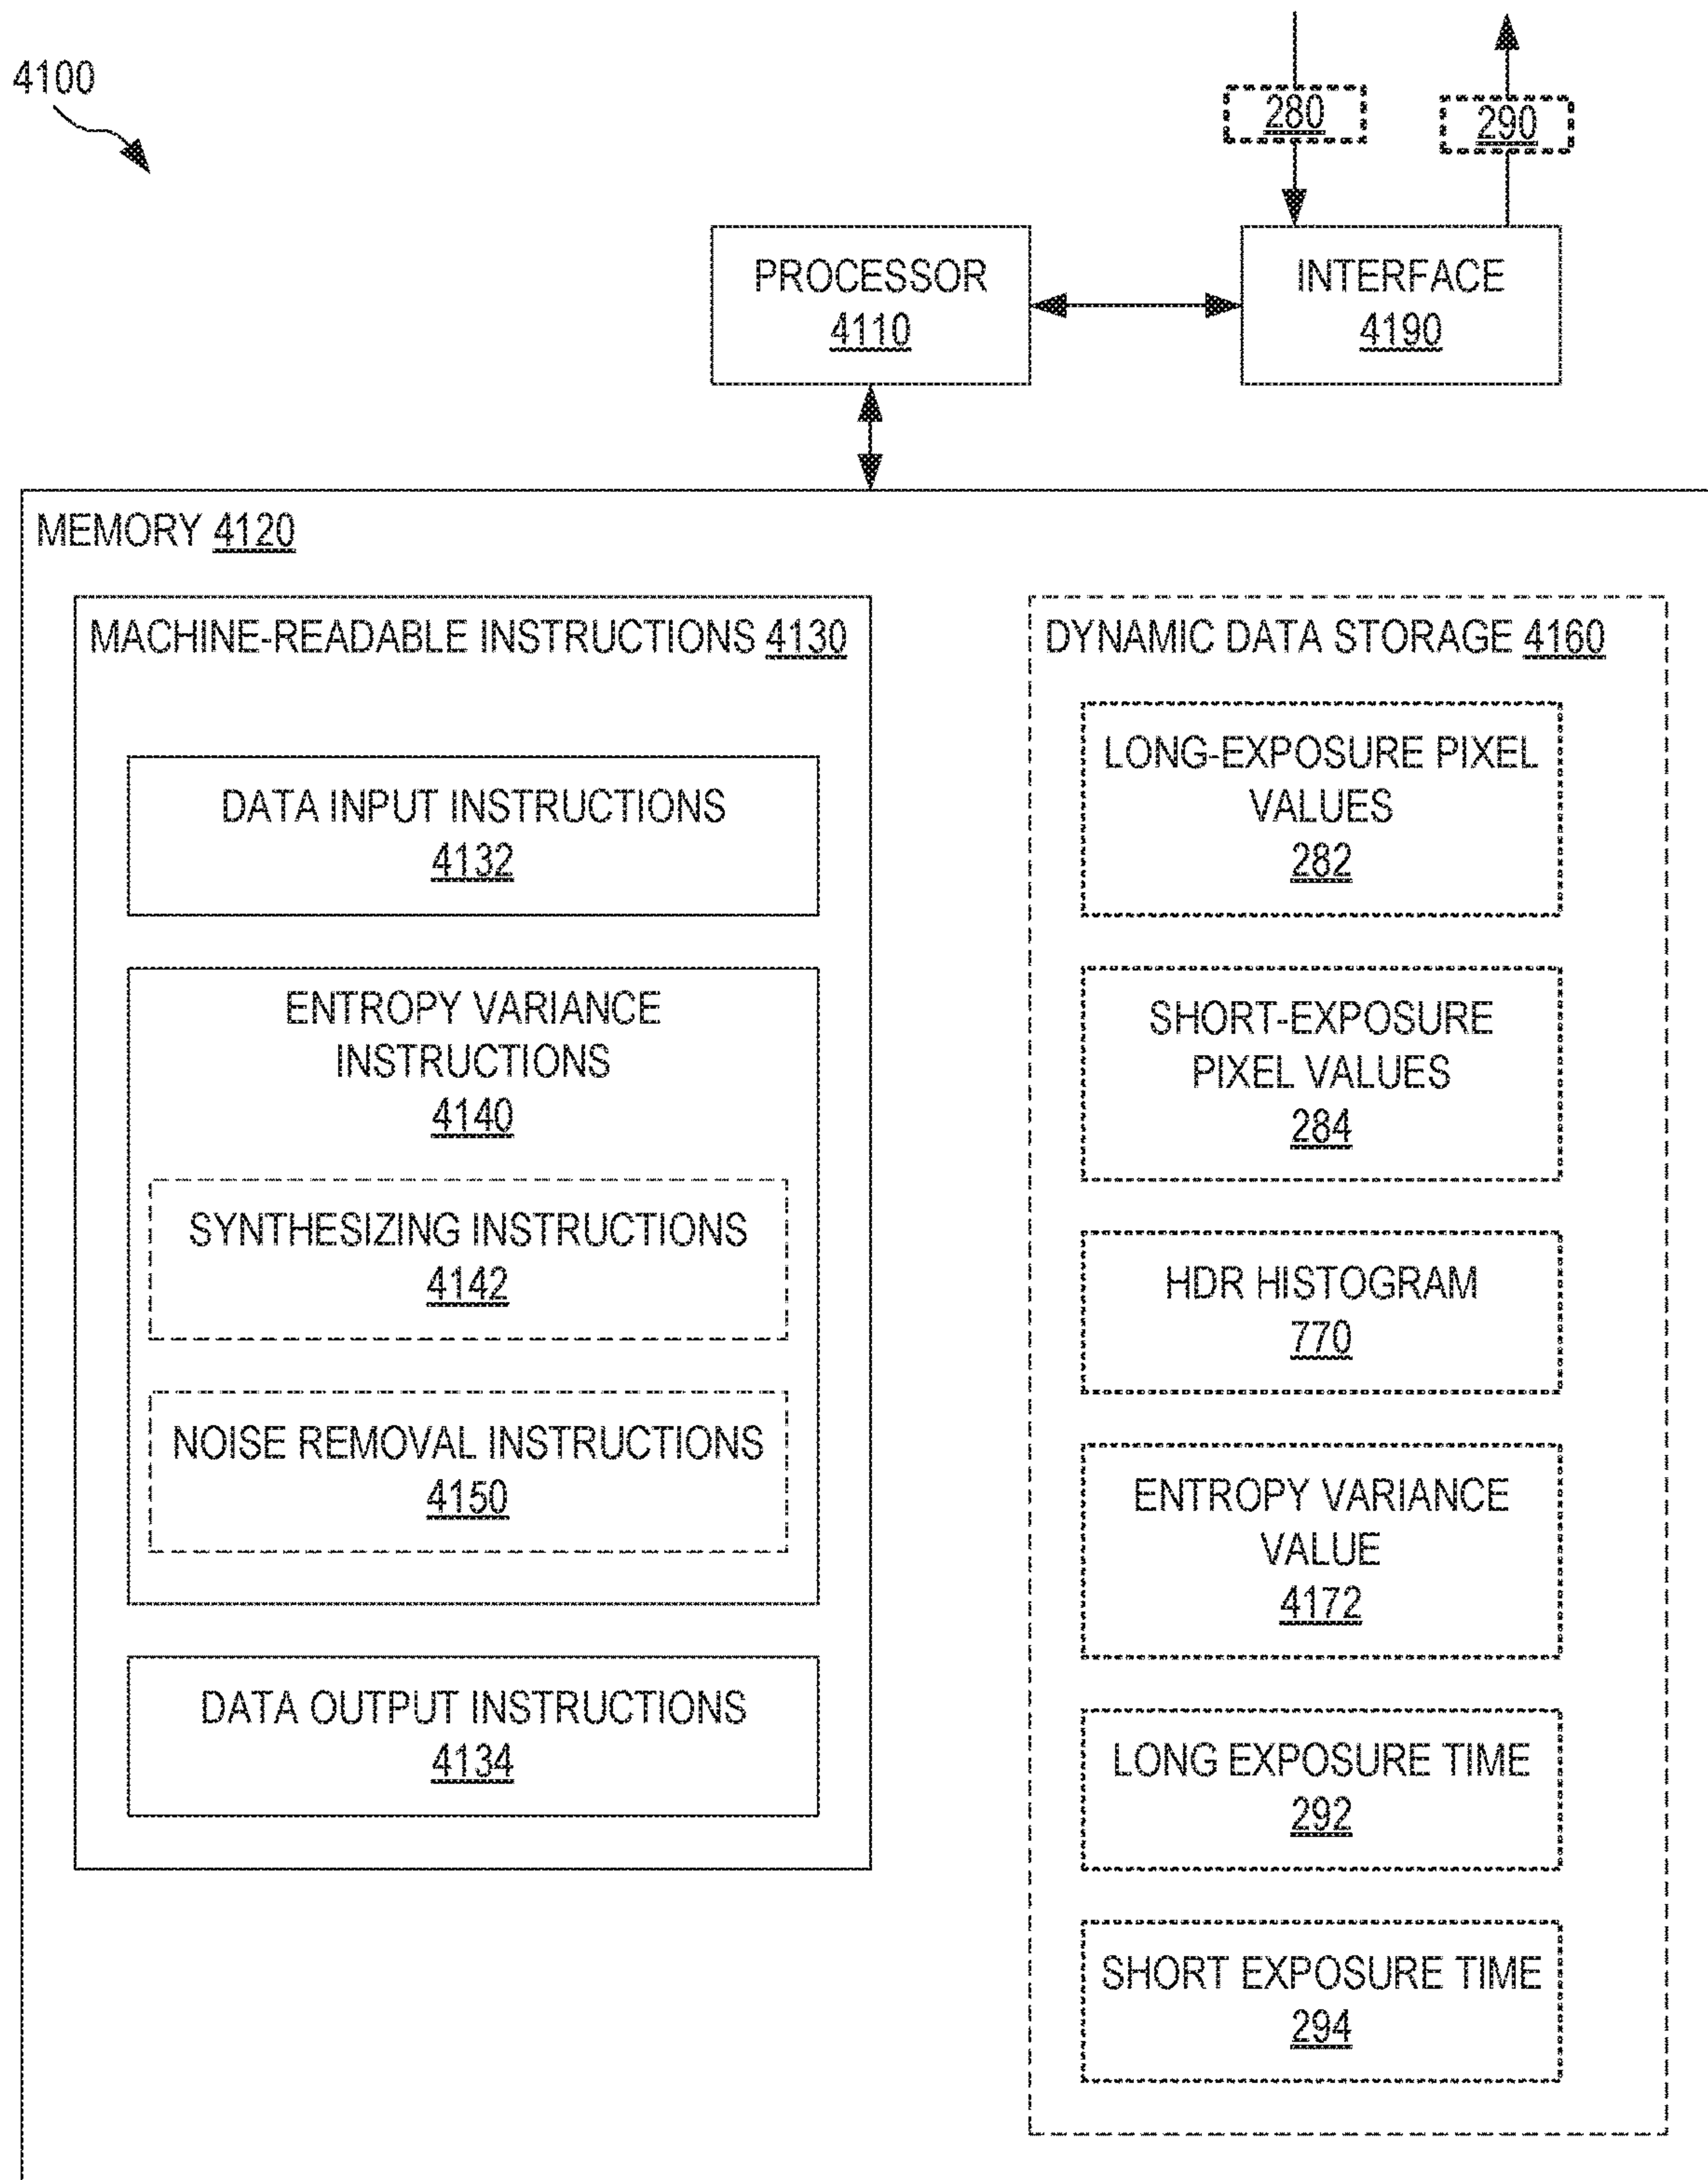 4100
280
290
PROCESSOR
4110
INTERFACE
4190
MEMORY 4120
MACHINE-READABLE INSTRUCTIONS 4130
DATA INPUT INSTRUCTIONS
4132
ENTROPY VARIANCE
INSTRUCTIONS
4140
SYNTHESIZING INSTRUCTIONS
4142
NOISE REMOVAL INSTRUCTIONS
4150
DATA OUTPUT INSTRUCTIONS
4134
DYNAMIC DATA STORAGE 4160
LONG-EXPOSURE PIXEL
VALUES
282
SHORT-EXPOSURE
PIXEL VALUES
284
HDR HISTOGRAM
770
ENTROPY VARIANCE
VALUE
4172
LONG EXPOSURE TIME
292
SHORT EXPOSURE TIME
294